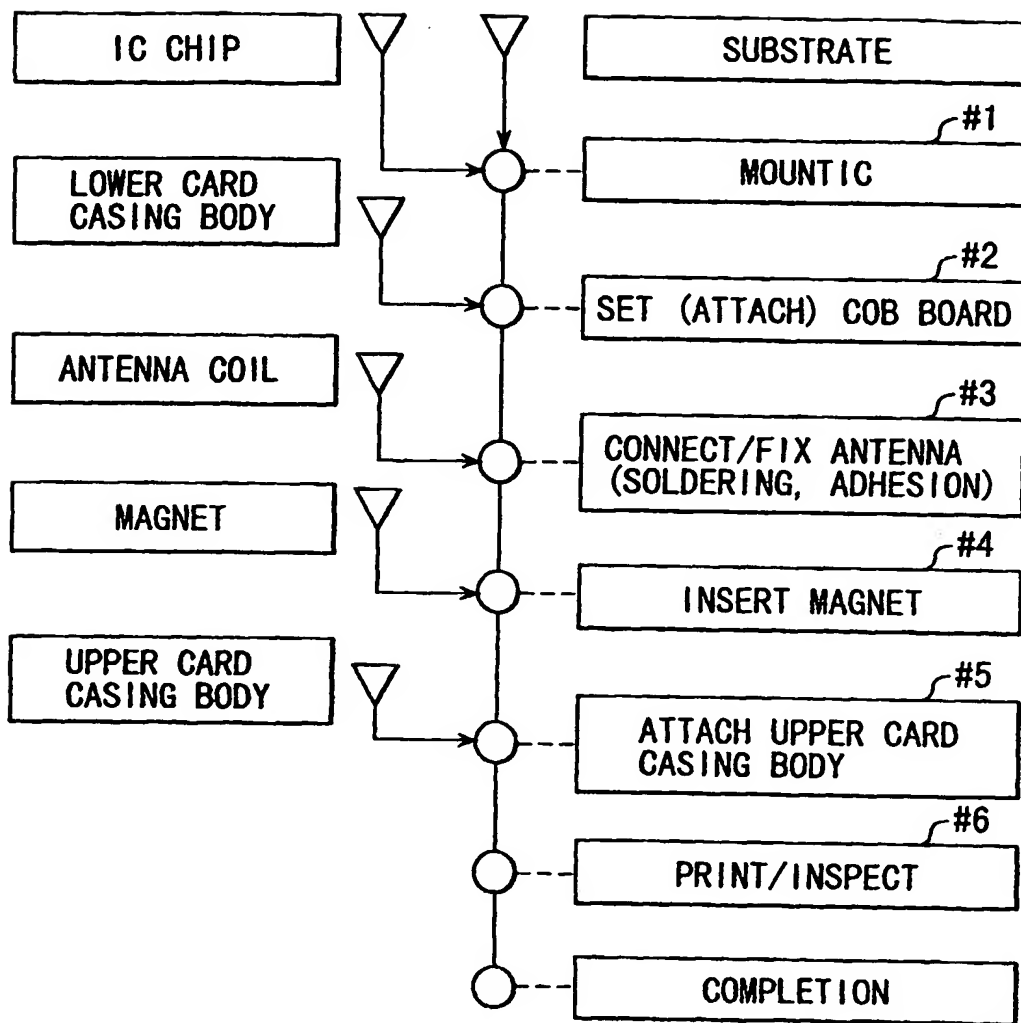 IC CHIP
SUBSTRATE
#1
MOUNTIC
LOWER CARD
CASING BODY
#2
SET (ATTACH) COB BOARD
ANTENNA COIL
#3
CONNECT/FIX ANTENNA
(SOLDERING, ADHESION)
MAGNET
#4
INSERT MAGNET
UPPER CARD
CASING BODY
#5
ATTACH UPPER CARD
CASING BODY
#6
PRINT/INSPECT
COMPLETION